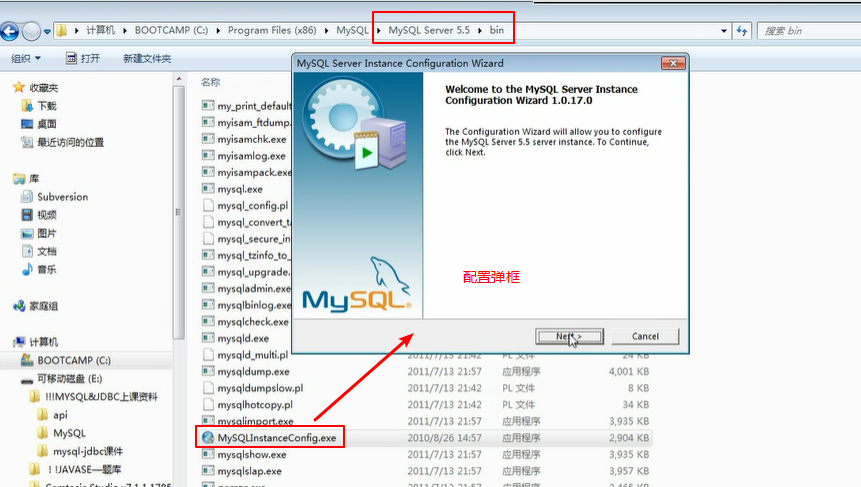 计算机 ▸ BOOTCAMP (C:) ▸ Program Files (x86) ▸ MySQL ▸ MySQL Server 5.5 ▸ bin
搜索 bin
组织 打开 新建文件夹
收藏夹
下载
桌面
最近访问的位置
库
Subversion
视频
图片
文档
音乐
家庭组
计算机
BOOTCAMP (C:)
可移动磁盘 (E:)
!!!MYSQL&JDBC上课资料
api
MySQL
mysql-jdbc课件
！!JAVASE—题库
名称
my_print_default
myisam_ftdump.
myisamchk.exe
myisamlog.exe
myisampack.exe
mysql.exe
mysql_config.pl
mysql_convert_ta
mysql_secure_in
mysql_tzinfo_to_
mysql_upgrade.
mysqladmin.exe
mysqlbinlog.exe
mysqlcheck.exe
mysqld.exe
mysqld_multi.pl 2011/7/13 21:42 PL 文件 24 KB
mysqldump.exe 2011/7/13 21:57 应用程序 4,001 KB
mysqldumpslow.pl 2011/7/13 21:42 PL 文件 8 KB
mysqlhotcopy.pl 2011/7/13 21:42 PL 文件 34 KB
mysqlimport.exe 2011/7/13 21:57 应用程序 3,935 KB
MySQLInstanceConfig.exe 2010/8/26 14:57 应用程序 2,904 KB
mysqlshow.exe 2011/7/13 21:57 应用程序 3,935 KB
mysqlslap.exe 2011/7/13 21:57 应用程序 3,957 KB
MySQL Server Instance Configuration Wizard
Welcome to the MySQL Server Instance
Configuration Wizard 1.0.17.0
The Configuration Wizard will allow you to configure
the MySQL Server 5.5 server instance. To Continue,
click Next.
配置弹框
MySQL
Next >
Cancel